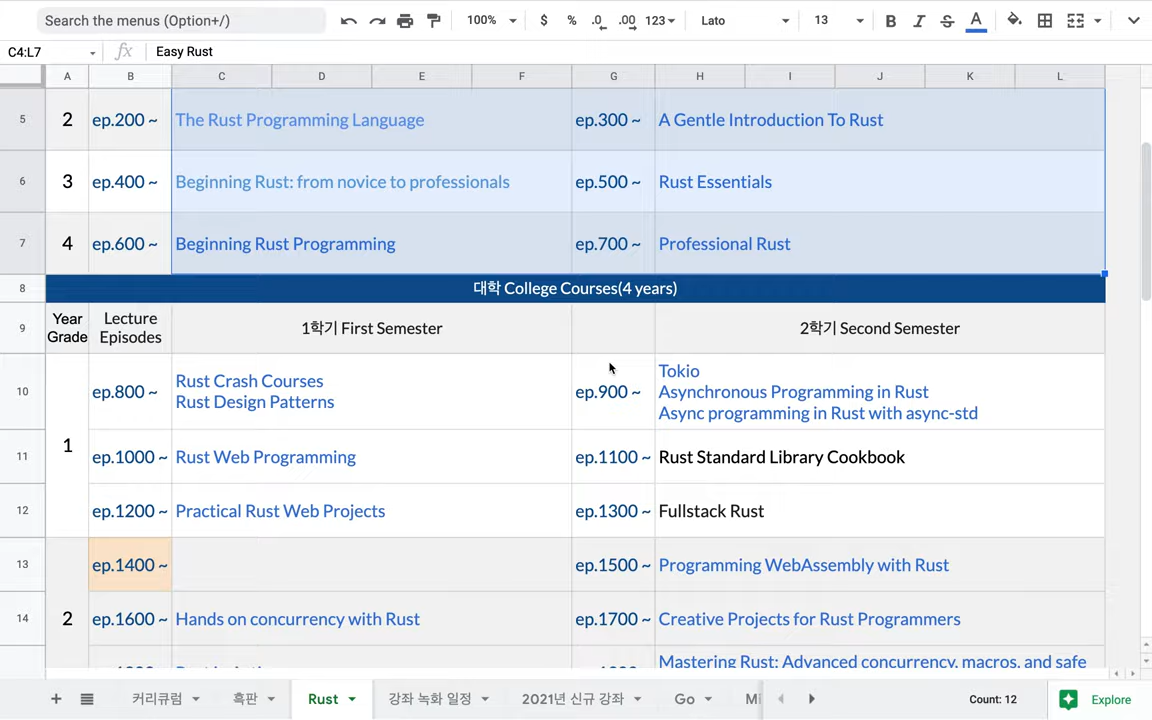 Search the menus (Option+/)
100%
$
%
.0
.00
123
Lato
13
B
I
S
A
C4:L7
fx
Easy Rust
A B C D E F G H I J K L
5 2 ep.200 ~ The Rust Programming Language ep.300 ~ A Gentle Introduction To Rust
6 3 ep.400 ~ Beginning Rust: from novice to professionals ep.500 ~ Rust Essentials
7 4 ep.600 ~ Beginning Rust Programming ep.700 ~ Professional Rust
8 대학 College Courses(4 years)
9 Year Grade Lecture Episodes 1학기 First Semester 2학기 Second Semester
10 ep.800 ~ Rust Crash Courses
Rust Design Patterns
ep.900 ~ Tokio
Asynchronous Programming in Rust
Async programming in Rust with async-std
1
11 ep.1000 ~ Rust Web Programming ep.1100 ~ Rust Standard Library Cookbook
12 ep.1200 ~ Practical Rust Web Projects ep.1300 ~ Fullstack Rust
13 ep.1400 ~ ep.1500 ~ Programming WebAssembly with Rust
14 2 ep.1600 ~ Hands on concurrency with Rust ep.1700 ~ Creative Projects for Rust Programmers
Mastering Rust: Advanced concurrency, macros, and safe
커리큘럼
흑판
Rust
강좌 녹화 일정
2021년 신규 강좌
Go
Count: 12
Explore